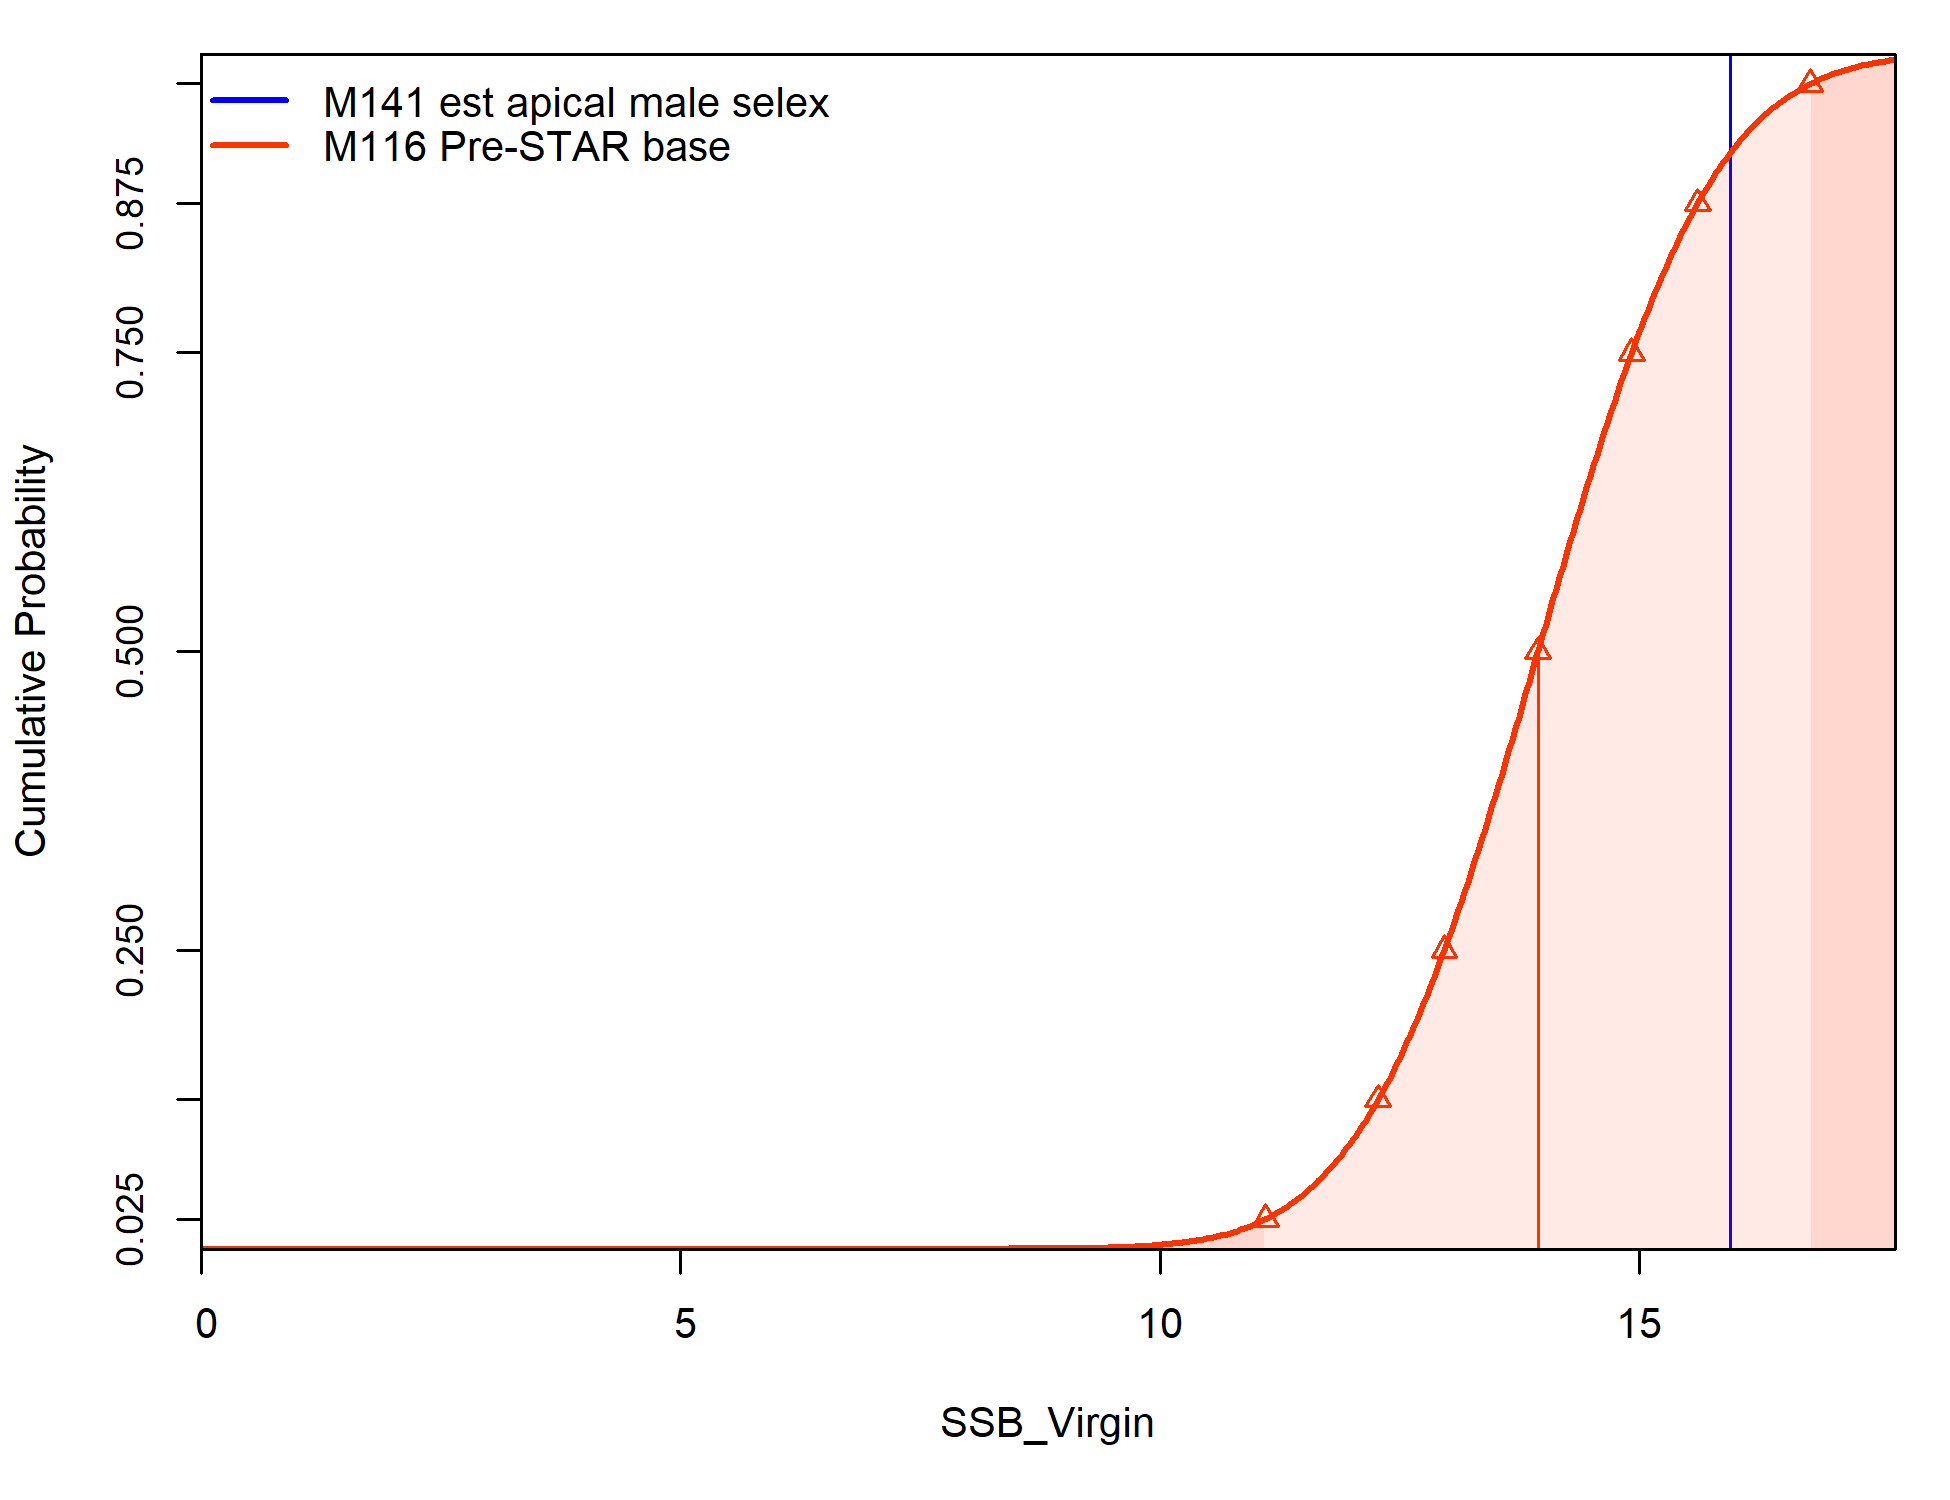 M141 est apical male selex
M116 Pre-STAR base
Cumulative Probability
0.875
0.750
0.500
0.250
0.025
0 5 10 15
SSB_Virgin